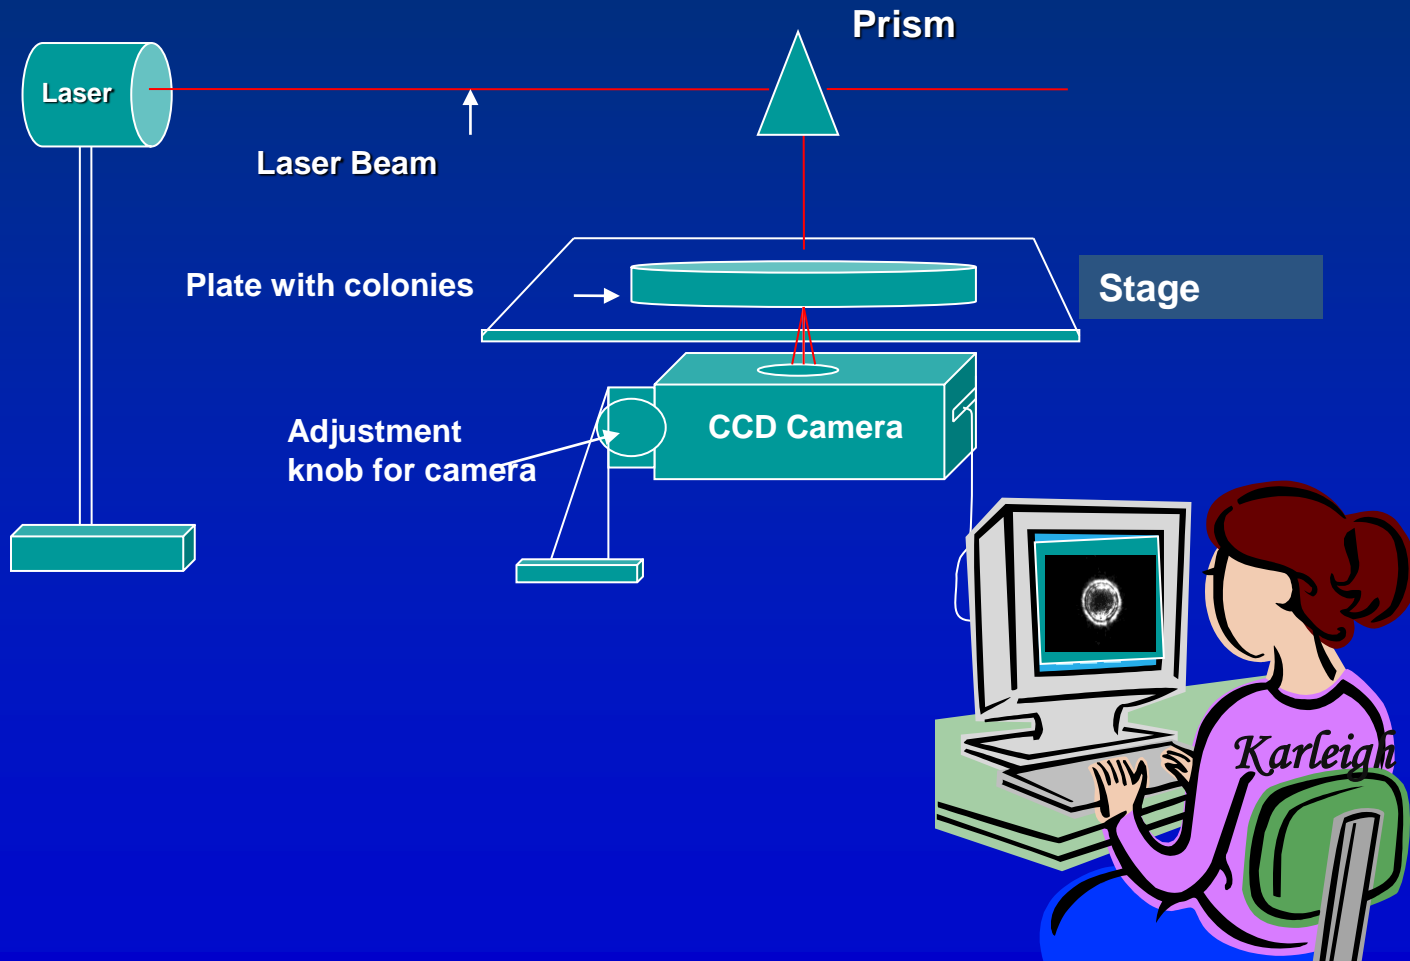 Prism
Laser
Laser Beam
Plate with colonies
Stage
Adjustment
knob for camera
CCD Camera
Karleigh